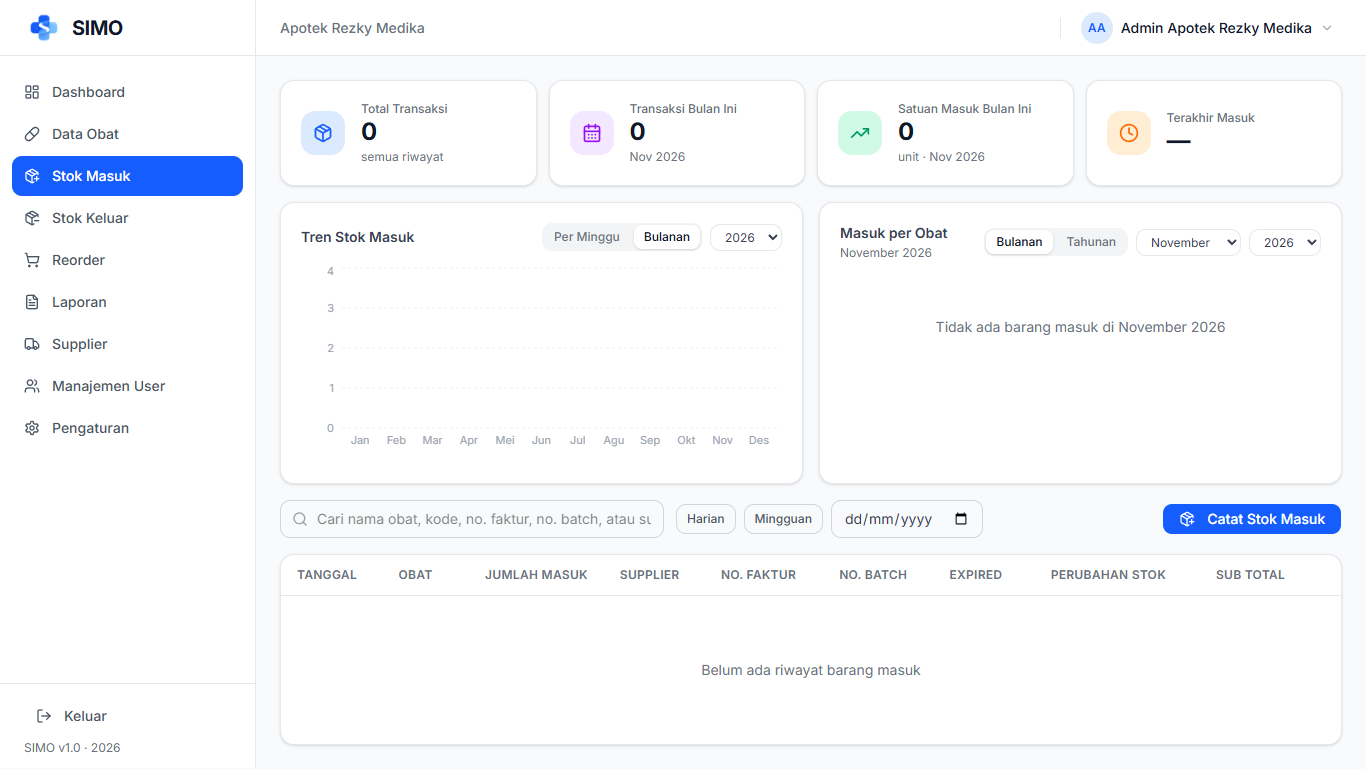 SIMO
Apotek Rezky Medika
AA
Admin Apotek Rezky Medika
Dashboard
Data Obat
Stok Masuk
Stok Keluar
Reorder
Laporan
Supplier
Manajemen User
Pengaturan
Keluar
SIMO v1.0 · 2026
Total Transaksi
0
semua riwayat
Transaksi Bulan Ini
0
Nov 2026
Satuan Masuk Bulan Ini
0
unit · Nov 2026
Terakhir Masuk
—
Tren Stok Masuk
Per Minggu
Bulanan
2026
4
3
2
1
0
Jan Feb Mar Apr Mei Jun Jul Agu Sep Okt Nov Des
Masuk per Obat
November 2026
Bulanan
Tahunan
November
2026
Tidak ada barang masuk di November 2026
Cari nama obat, kode, no. faktur, no. batch, atau su
Harian
Mingguan
dd/mm/yyyy
Catat Stok Masuk
TANGGAL OBAT JUMLAH MASUK SUPPLIER NO. FAKTUR NO. BATCH EXPIRED PERUBAHAN STOK SUB TOTAL
Belum ada riwayat barang masuk